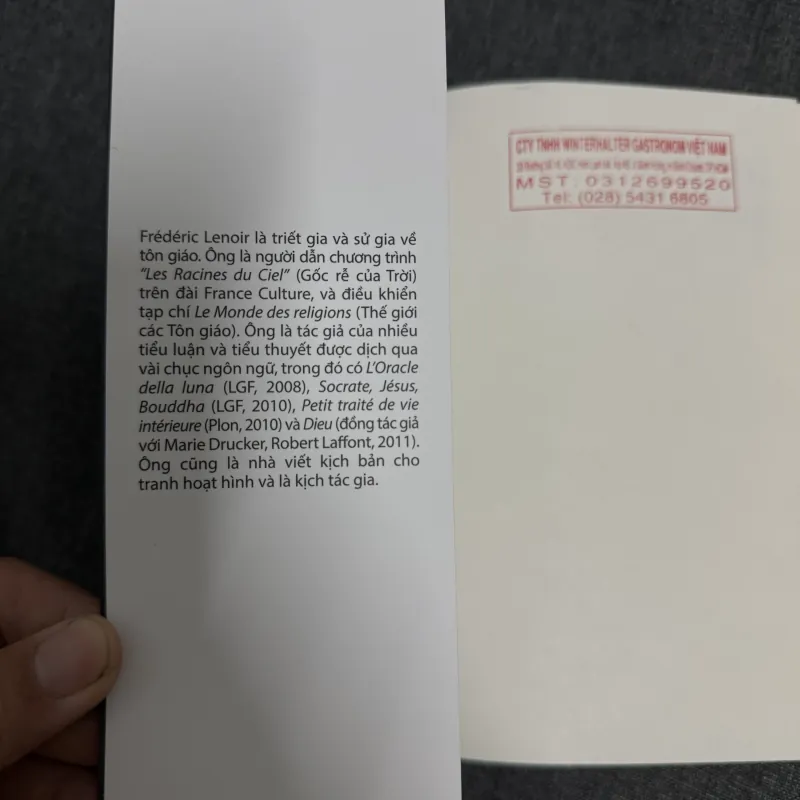 Frédéric Lenoir là triết gia và sử gia về
tôn giáo. Ông là người dẫn chương trình
“Les Racines du Ciel” (Gốc rễ của Trời)
trên đài France Culture, và điều khiển
tạp chí Le Monde des religions (Thế giới
các Tôn giáo). Ông là tác giả của nhiều
tiểu luận và tiểu thuyết được dịch qua
vài chục ngôn ngữ, trong đó có L’Oracle
della luna (LGF, 2008), Socrate, Jésus,
Bouddha (LGF, 2010), Petit traité de vie
intérieure (Plon, 2010) và Dieu (đồng tác giả
với Marie Drucker, Robert Laffont, 2011).
Ông cũng là nhà viết kịch bản cho
tranh hoạt hình và là kịch tác gia.
CTY TNHH WINTERHALTER GASTRONOM VIỆT NAM
MST: 0312699520
Tel: (028) 5431 6805